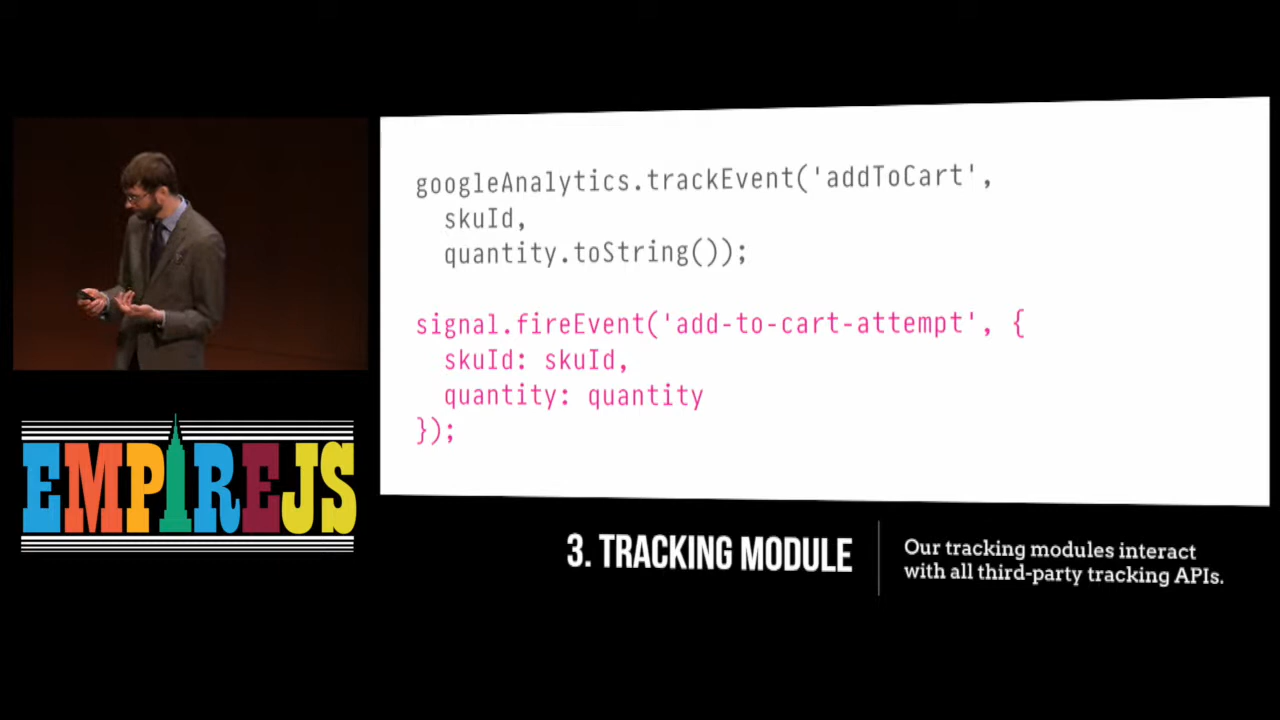 googleAnalytics.trackEvent('addToCart',
skuId,
quantity.toString());
signal.fireEvent('add-to-cart-attempt', {
skuId: skuId,
quantity: quantity
});
EMPIREJS
3. TRACKING MODULE
Our tracking modules interact
with all third-party tracking APIs.